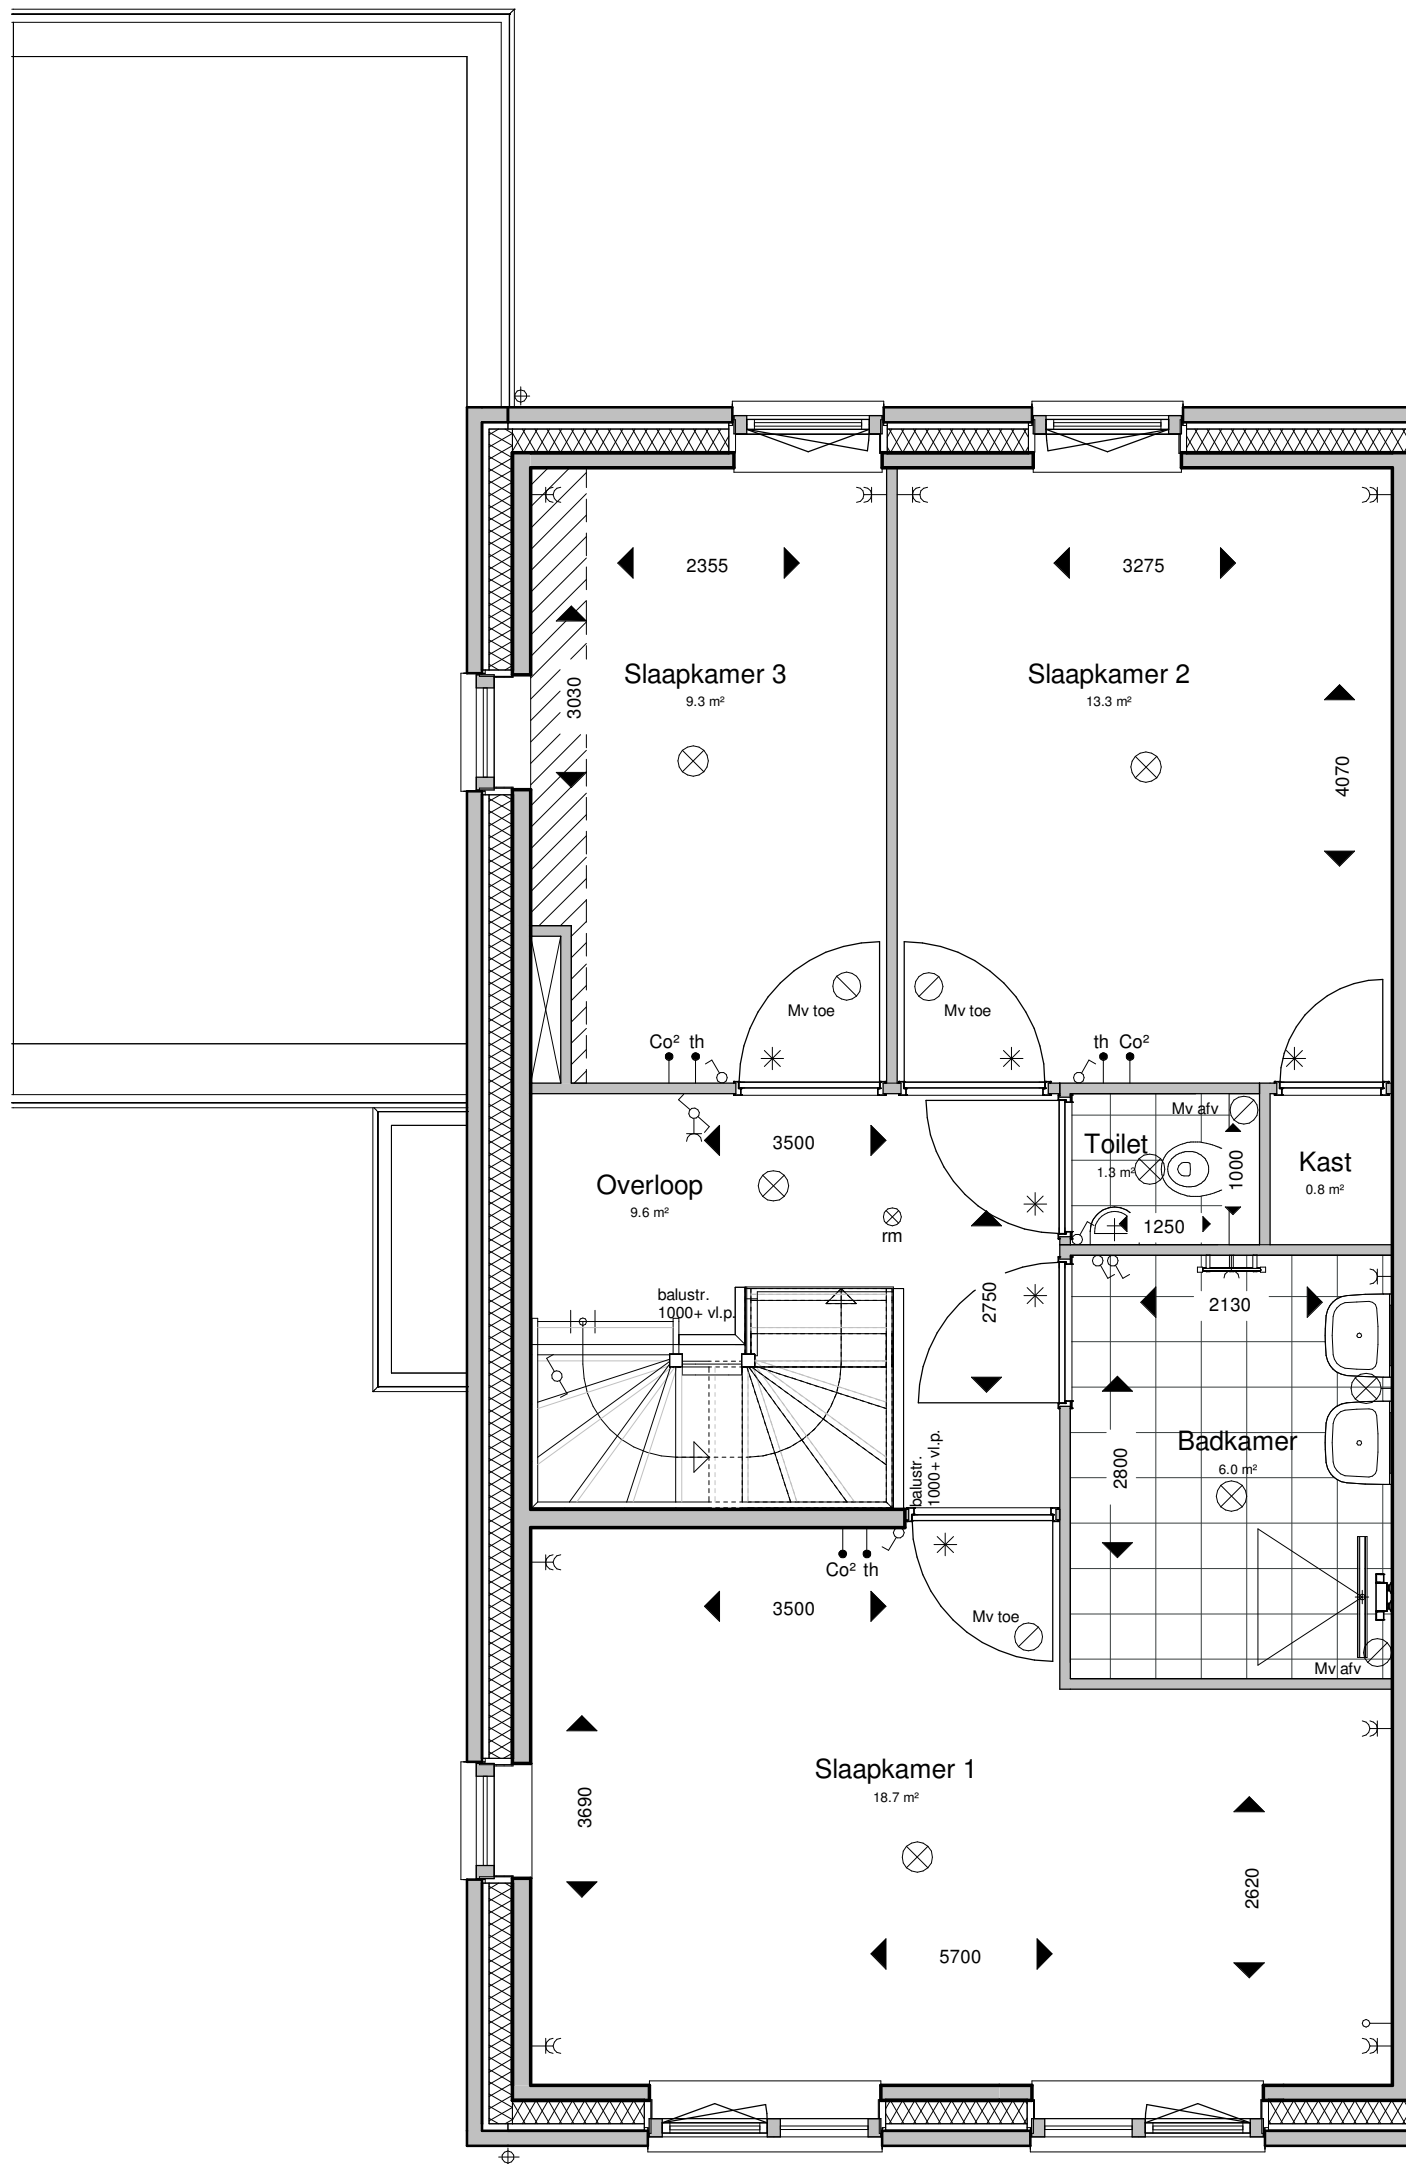 2355
3275
Slaapkamer 3
9.3 m²
3030
Slaapkamer 2
13.3 m²
4070
Mv toe
Mv toe
Co² th
th Co²
3500
Overloop
9.6 m²
rm
Mv afv
Toilet
1.3 m²
1000
1250
Kast
0.8 m²
balustr.
1000+ vl.p.
2750
2130
2800
Badkamer
6.0 m²
balustr.
1000+ vl.p.
Co² th
3500
Mv toe
Mv afv
Slaapkamer 1
18.7 m²
3690
2620
5700